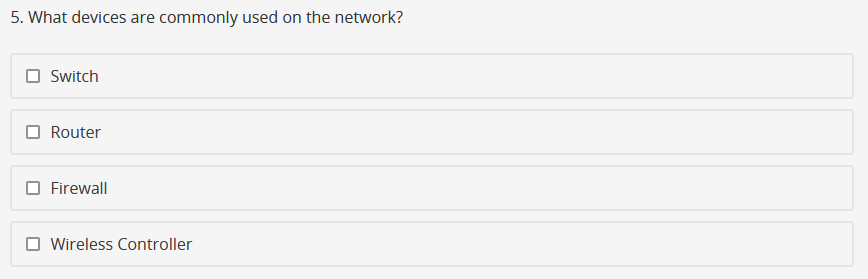 5. What devices are commonly used on the network?
Switch
Router
Firewall
Wireless Controller